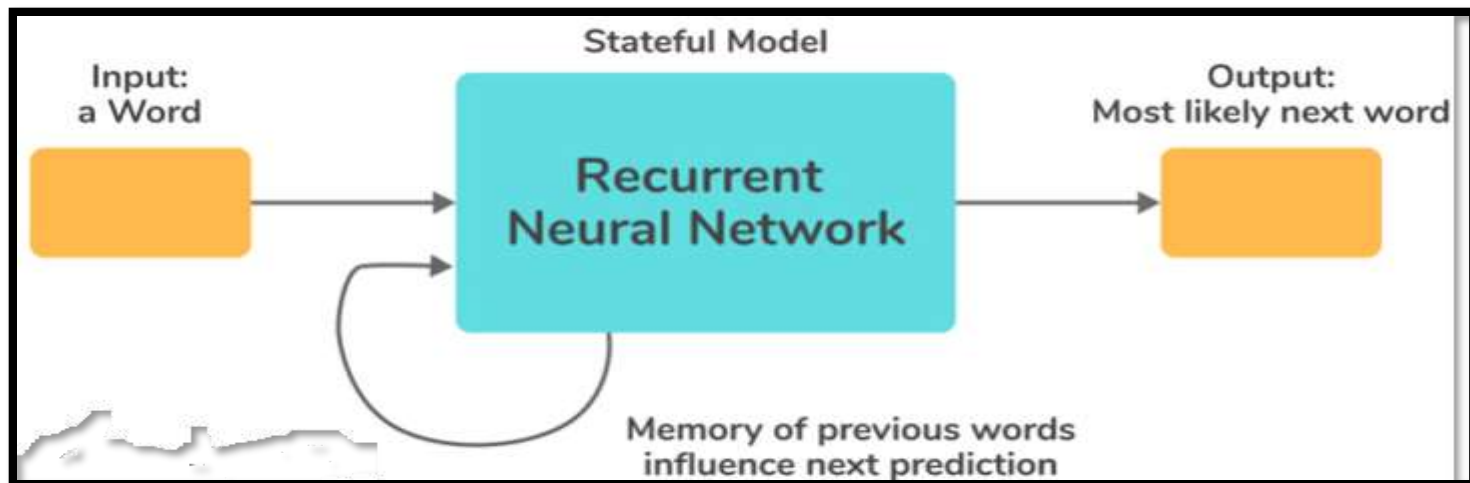 Stateful Model
Input:
a Word
Output:
Most likely next word
Recurrent
Neural Network
Memory of previous words
influence next prediction